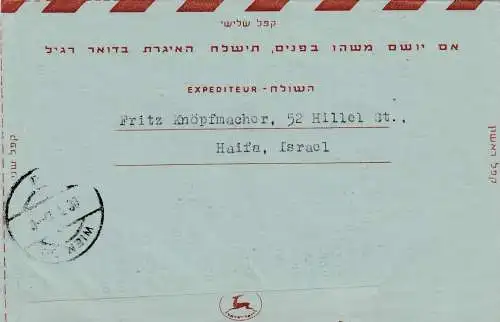 קפל שלישי
אם יושם משהו בפנים, תישלח האיגרת בדואר רגיל
EXPEDITEUR - השולח
Fritz Knöpfmacher, 52 Hillel St.,
Haifa, Israel
קפל שני
קפל ראשון
WIEN